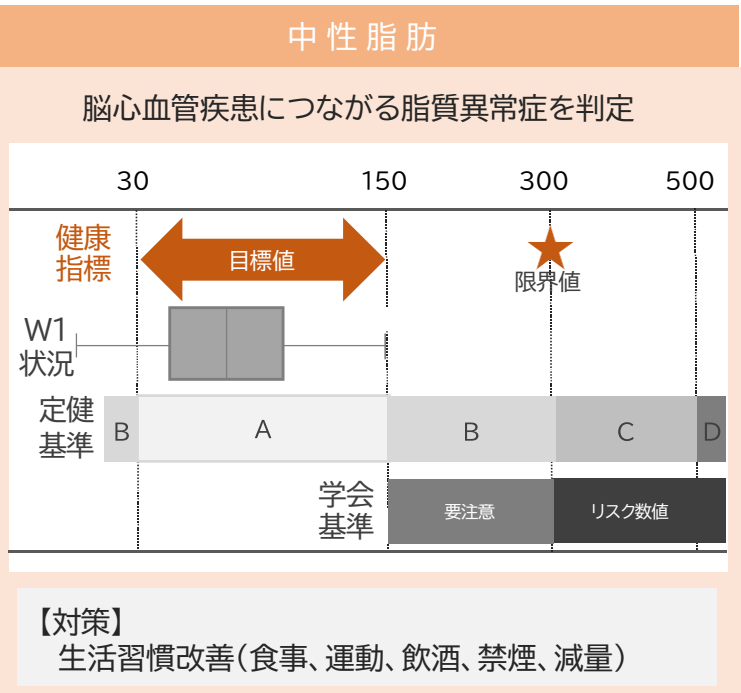 中性脂肪
脳心血管疾患につながる脂質異常症を判定
30 150 300 500
健康
指標
目標値
限界値
W1
状況
定健
基準
B A B C D
学会
基準
要注意 リスク数値
【対策】
生活習慣改善(食事、運動、飲酒、禁煙、減量)